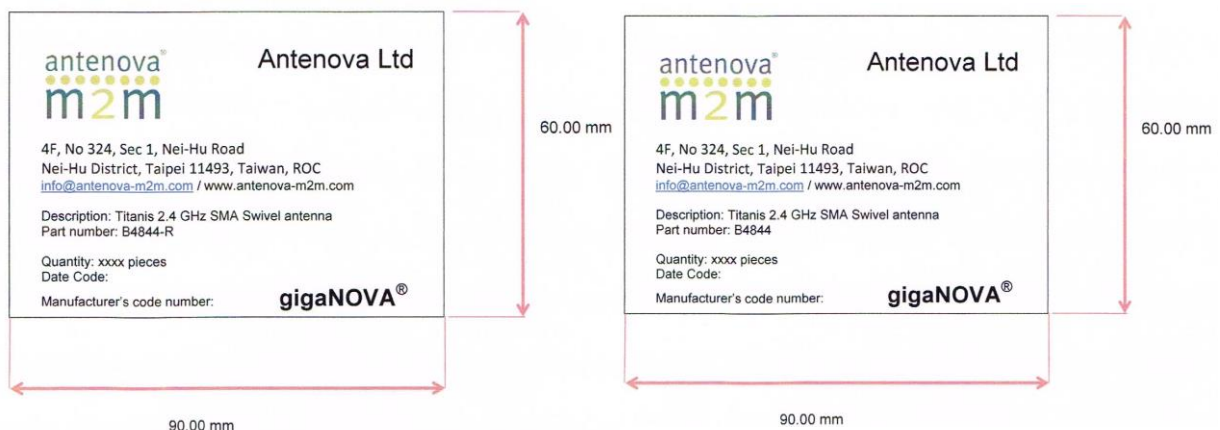 antenova®
m2m
Antenova Ltd
4F, No 324, Sec 1, Nei-Hu Road
Nei-Hu District, Taipei 11493, Taiwan, ROC
info@antenova-m2m.com / www.antenova-m2m.com
Description: Titanis 2.4 GHz SMA Swivel antenna
Part number: B4844-R
Quantity: xxxx pieces
Date Code:
Manufacturer's code number:
gigaNOVA®
60.00 mm
90.00 mm
antenova®
m2m
Antenova Ltd
4F, No 324, Sec 1, Nei-Hu Road
Nei-Hu District, Taipei 11493, Taiwan, ROC
info@antenova-m2m.com / www.antenova-m2m.com
Description: Titanis 2.4 GHz SMA Swivel antenna
Part number: B4844
Quantity: xxxx pieces
Date Code:
Manufacturer's code number:
gigaNOVA®
60.00 mm
90.00 mm